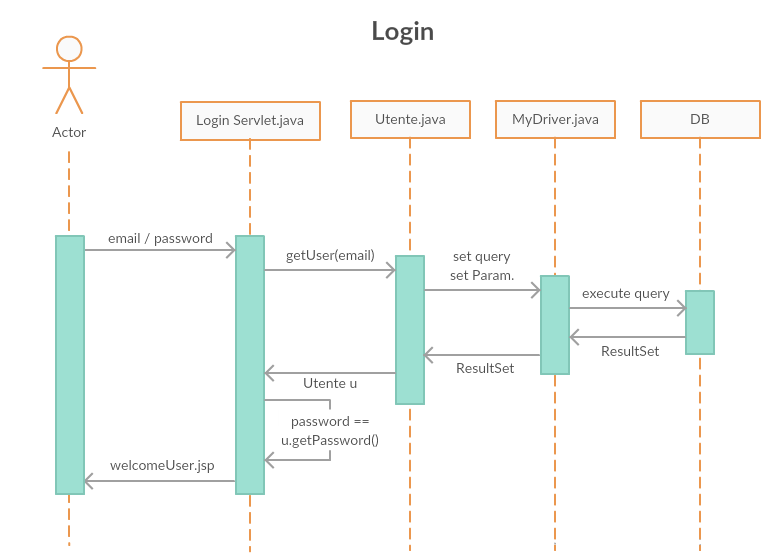 Login
Actor
Login Servlet.java
Utente.java
MyDriver.java
DB
email / password
getUser(email)
set query
set Param.
execute query
ResultSet
ResultSet
Utente u
password ==
u.getPassword()
welcomeUser.jsp